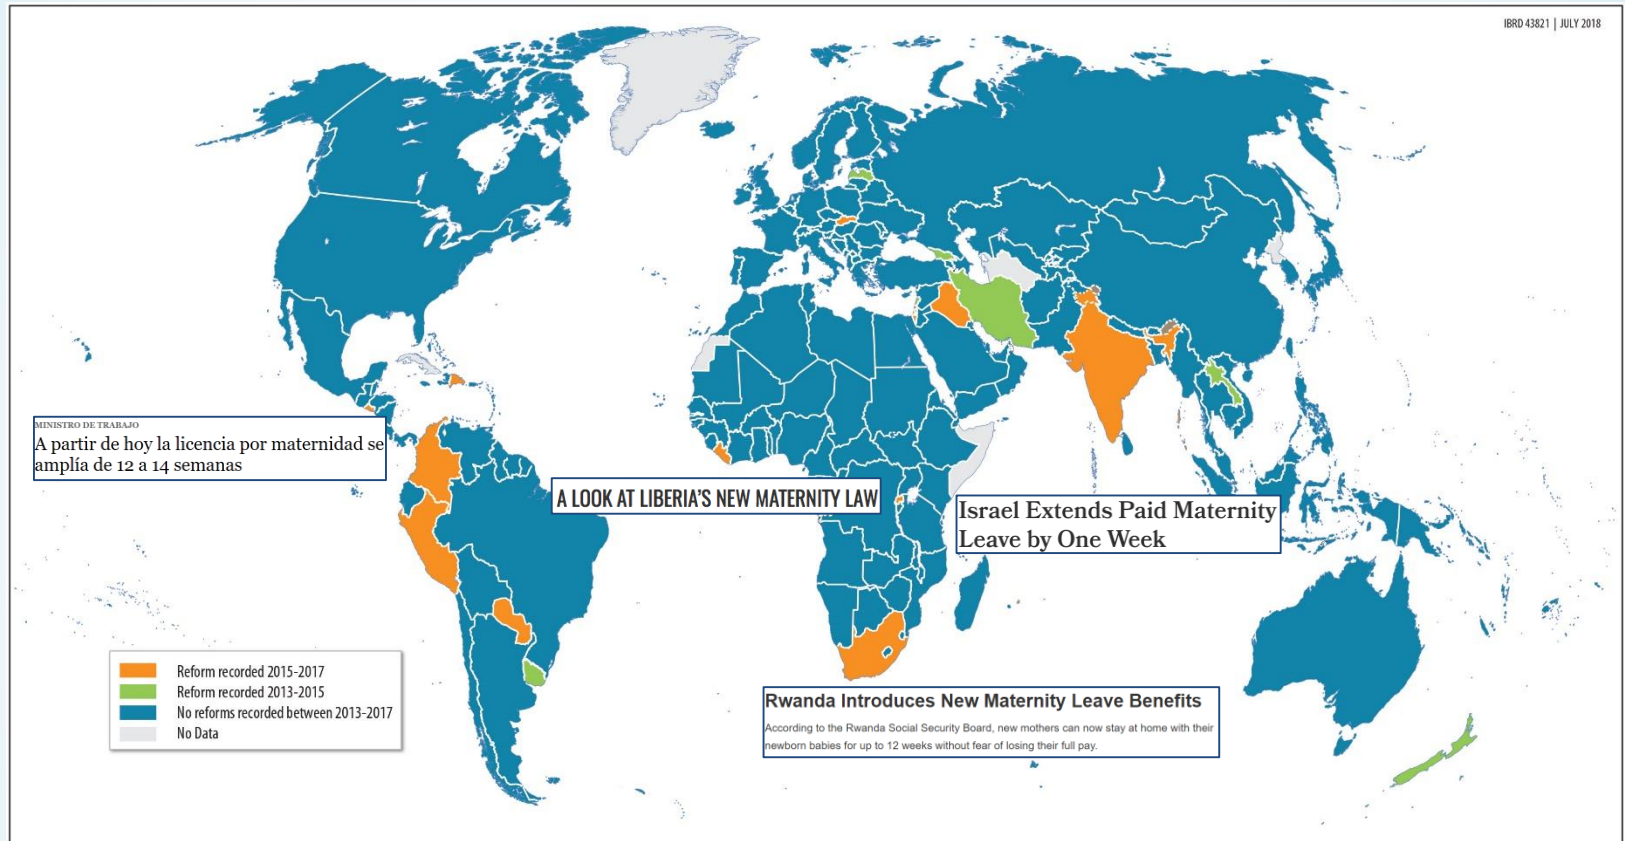 IBRD 43821 | JULY 2018
MINISTRO DE TRABAJO
A partir de hoy la licencia por maternidad se
amplía de 12 a 14 semanas
A LOOK AT LIBERIA'S NEW MATERNITY LAW
Israel Extends Paid Maternity
Leave by One Week
Reform recorded 2015-2017
Reform recorded 2013-2015
No reforms recorded between 2013-2017
No Data
Rwanda Introduces New Maternity Leave Benefits
According to the Rwanda Social Security Board, new mothers can now stay at home with their
newborn babies for up to 12 weeks without fear of losing their full pay.